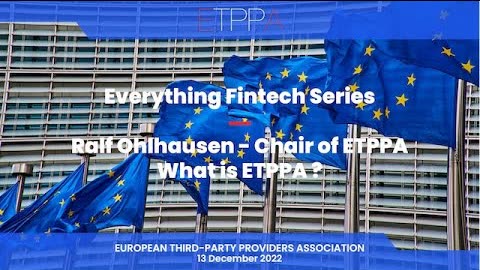 ETPPA
Everything Fintech Series
Ralf Ohlhausen - Chair of ETPPA
What is ETPPA ?
EUROPEAN THIRD-PARTY PROVIDERS ASSOCIATION
13 December 2022